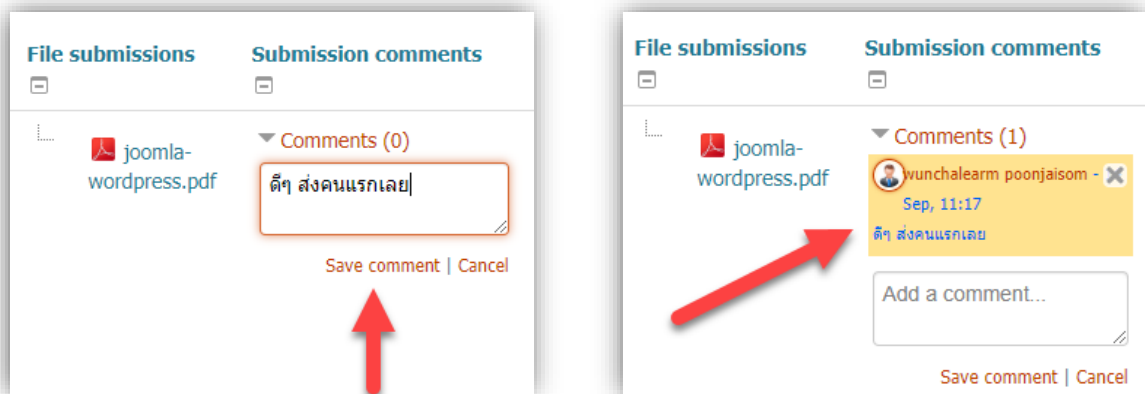 File submissions
Submission comments
joomla-
wordpress.pdf
Comments (0)
ดีๆ ส่งคนแรกเลย
Save comment | Cancel
File submissions
Submission comments
joomla-
wordpress.pdf
Comments (1)
wunchalearm poonjaisom -
Sep, 11:17
ดีๆ ส่งคนแรกเลย
Add a comment...
Save comment | Cancel